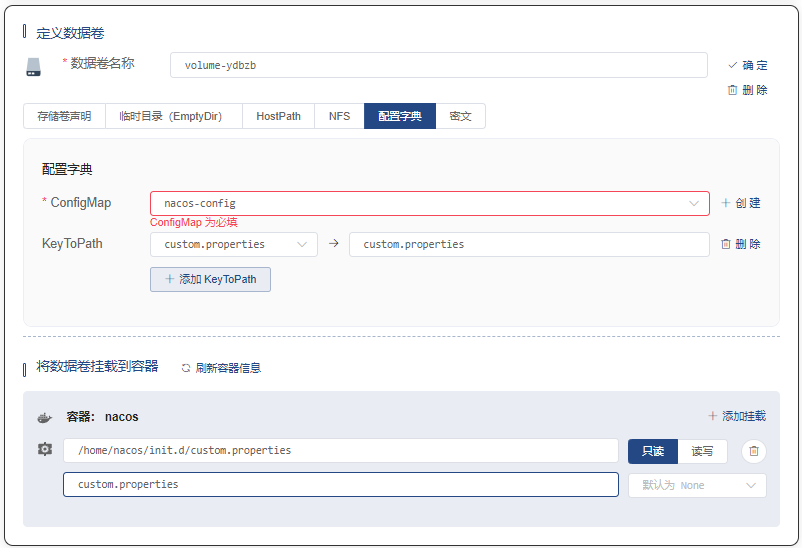 定义数据卷
* 数据卷名称
volume-ydbzb
确 定
删 除
存储卷声明
临时目录（EmptyDir）
HostPath
NFS
配置字典
密文
配置字典
* ConfigMap
nacos-config
创 建
ConfigMap 为必填
KeyToPath
custom.properties
→
custom.properties
删 除
+ 添加 KeyToPath
将数据卷挂载到容器
刷新容器信息
容器： nacos
+ 添加挂载
/home/nacos/init.d/custom.properties
只读
读写
custom.properties
默认为 None